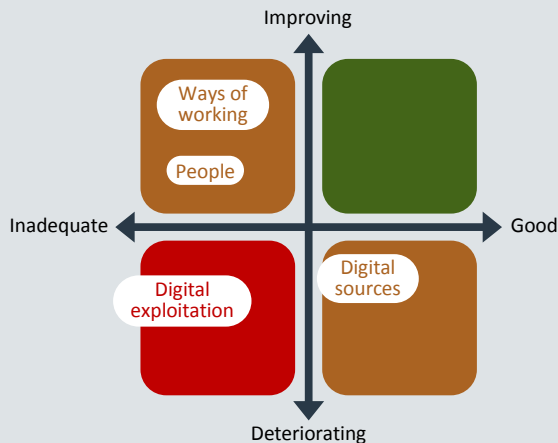 Improving
Ways of
working
People
Inadequate
Good
Digital
exploitation
Digital
sources
Deteriorating